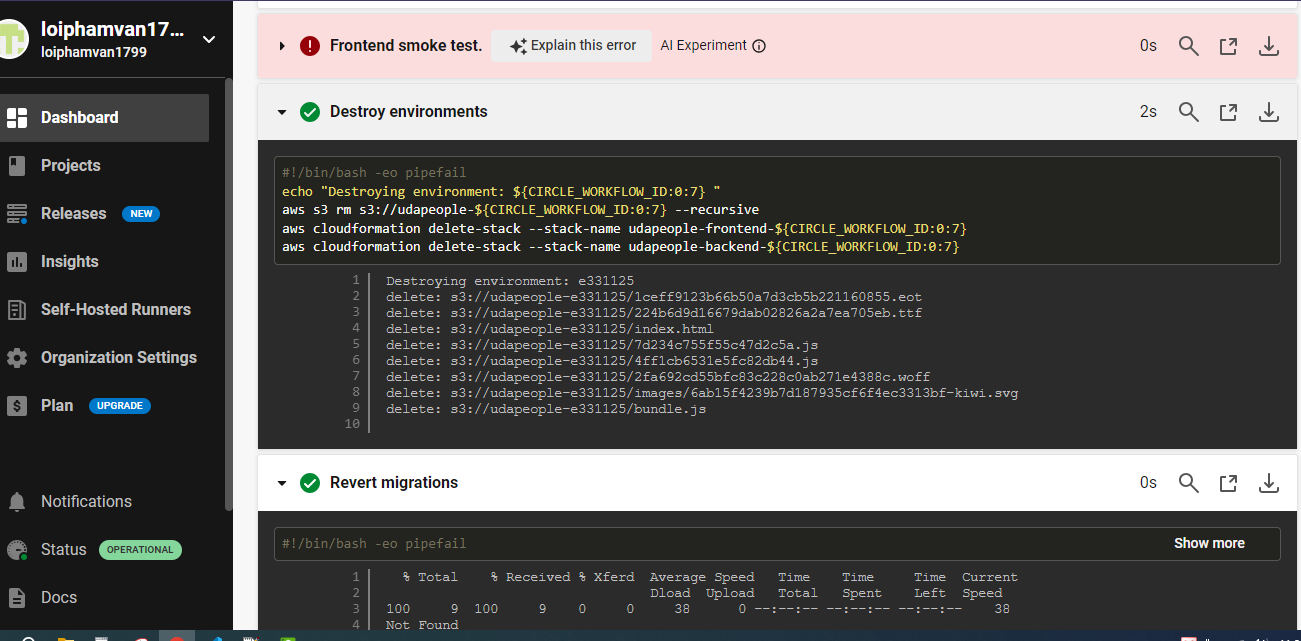 loiphamvan17...
loiphamvan1799
Dashboard
Projects
Releases NEW
Insights
Self-Hosted Runners
Organization Settings
Plan UPGRADE
Notifications
Status OPERATIONAL
Docs
Frontend smoke test. Explain this error AI Experiment 0s
Destroy environments 2s
#!/bin/bash -eo pipefail
echo "Destroying environment: ${CIRCLE_WORKFLOW_ID:0:7} "
aws s3 rm s3://udapeople-${CIRCLE_WORKFLOW_ID:0:7} --recursive
aws cloudformation delete-stack --stack-name udapeople-frontend-${CIRCLE_WORKFLOW_ID:0:7}
aws cloudformation delete-stack --stack-name udapeople-backend-${CIRCLE_WORKFLOW_ID:0:7}
1 Destroying environment: e331125
2 delete: s3://udapeople-e331125/1ceff9123b66b50a7d3cb5b221160855.eot
3 delete: s3://udapeople-e331125/224b6d9d16679dab02826a2a7ea705eb.ttf
4 delete: s3://udapeople-e331125/index.html
5 delete: s3://udapeople-e331125/7d234c755f55c47d2c5a.js
6 delete: s3://udapeople-e331125/4ff1cb6531e5fc82db44.js
7 delete: s3://udapeople-e331125/2fa692cd55bfc83c228c0ab271e4388c.woff
8 delete: s3://udapeople-e331125/images/6ab15f4239b7d187935cf6f4ec3313bf-kiwi.svg
9 delete: s3://udapeople-e331125/bundle.js
10
Revert migrations 0s
#!/bin/bash -eo pipefail Show more
1 % Total % Received % Xferd Average Speed Time Time Time Current
2 Dload Upload Total Spent Left Speed
3 100 9 100 9 0 0 38 0 --:--:-- --:--:-- --:--:-- 38
4 Not Found